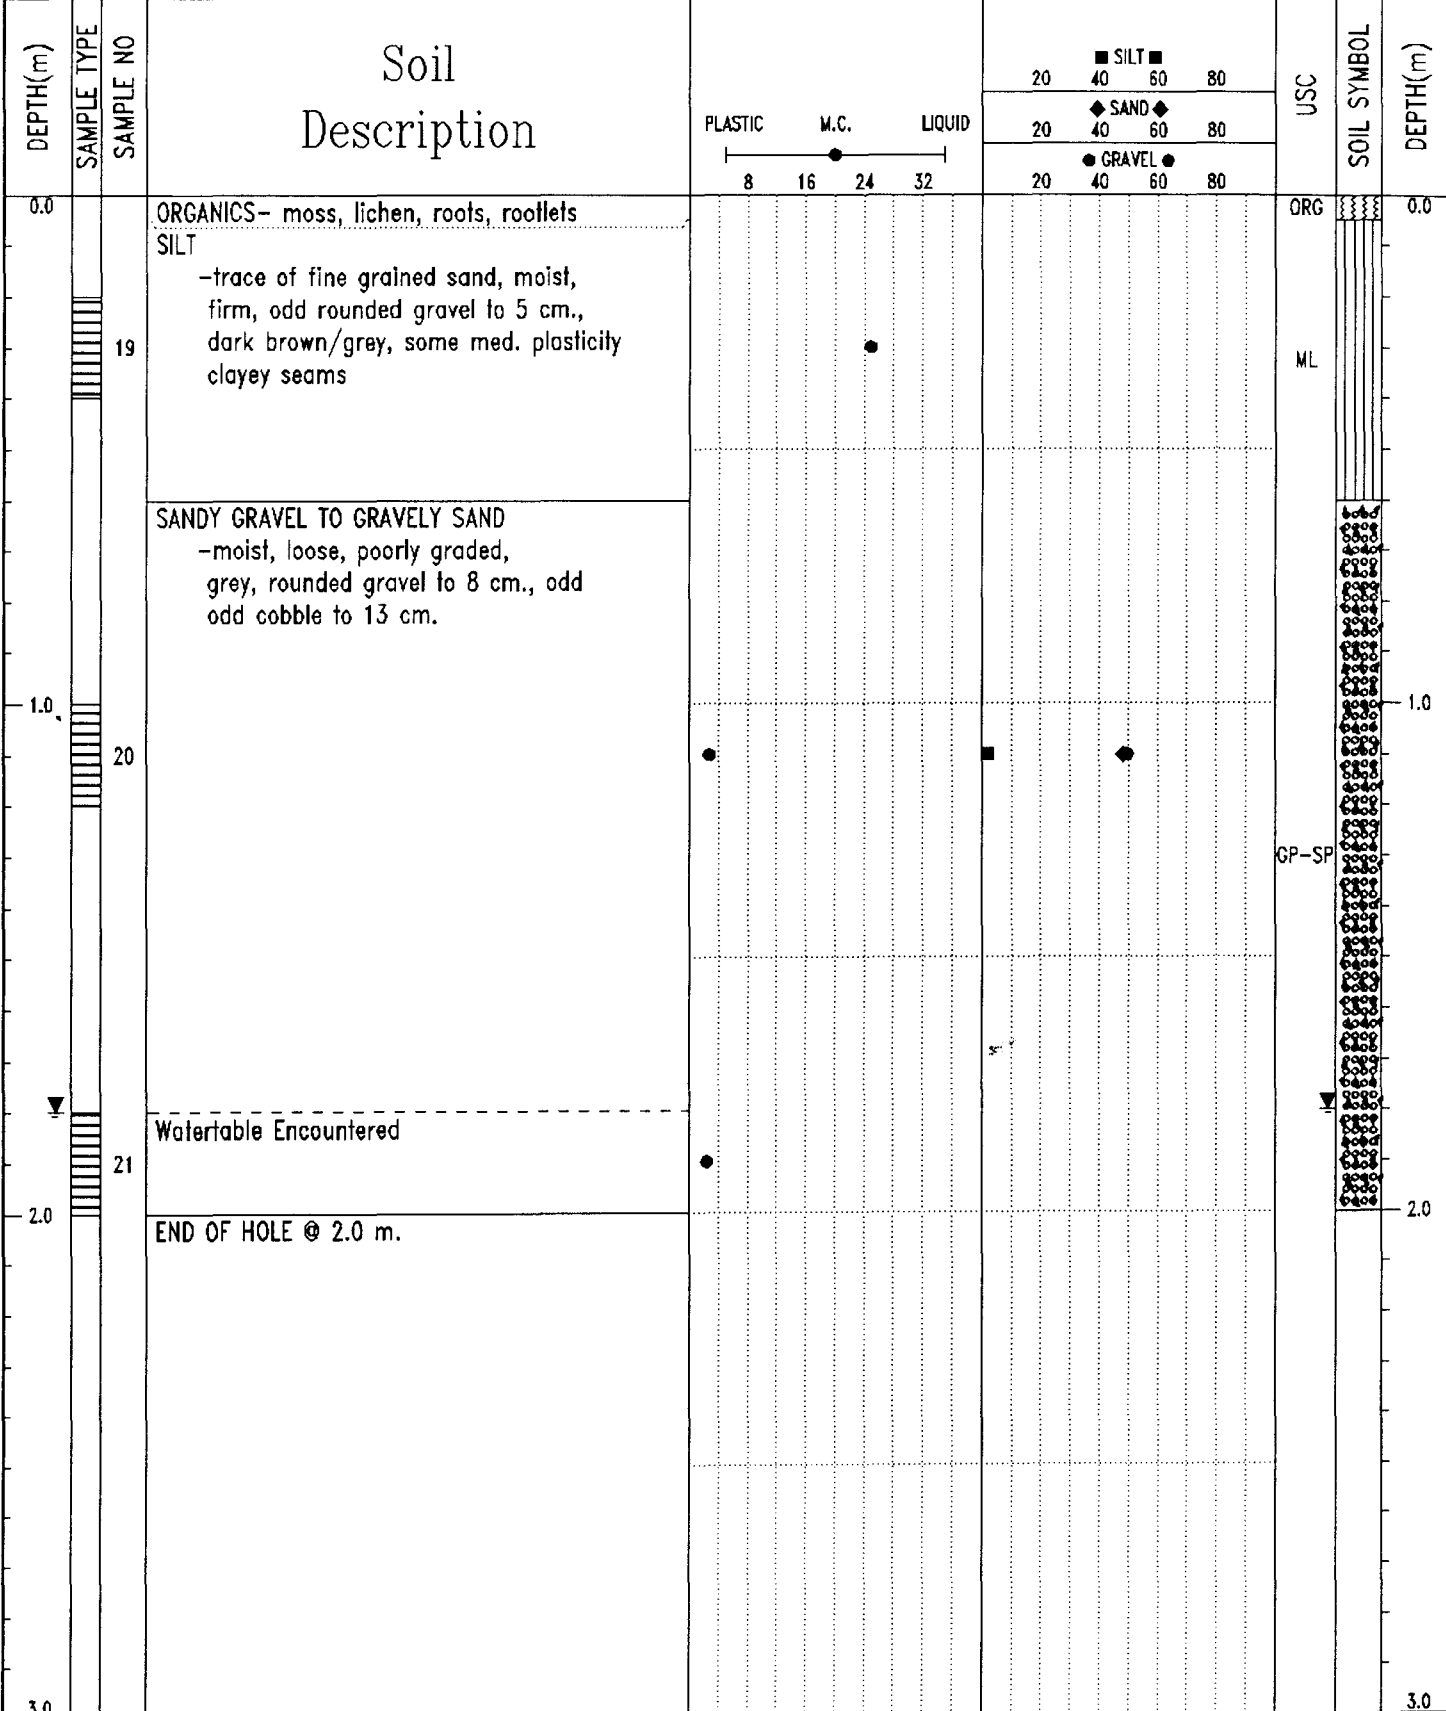 DEPTH(m)
SAMPLE TYPE
SAMPLE NO
Soil
Description
PLASTIC M.C. LIQUID
8 16 24 32
■ SILT ■
20 40 60 80
◆ SAND ◆
20 40 60 80
● GRAVEL ●
20 40 60 80
USC
SOIL SYMBOL
DEPTH(m)
0.0
ORGANICS- moss, lichen, roots, rootlets
ORG
0.0
SILT
-trace of fine grained sand, moist,
firm, odd rounded gravel to 5 cm.,
19
dark brown/grey, some med. plasticity
clayey seams
ML
SANDY GRAVEL TO GRAVELY SAND
-moist, loose, poorly graded,
grey, rounded gravel to 8 cm., odd
odd cobble to 13 cm.
1.0
1.0
20
GP-SP
Watertable Encountered
21
2.0
2.0
END OF HOLE @ 2.0 m.
3.0
3.0